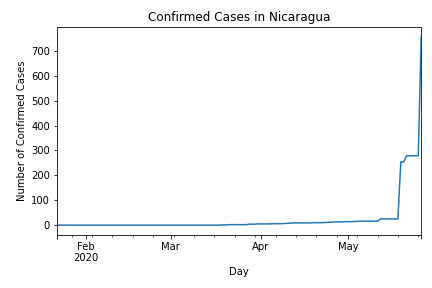 Confirmed Cases in Nicaragua
Number of Confirmed Cases
700
600
500
400
300
200
100
0
Feb
2020
Mar
Apr
May
Day